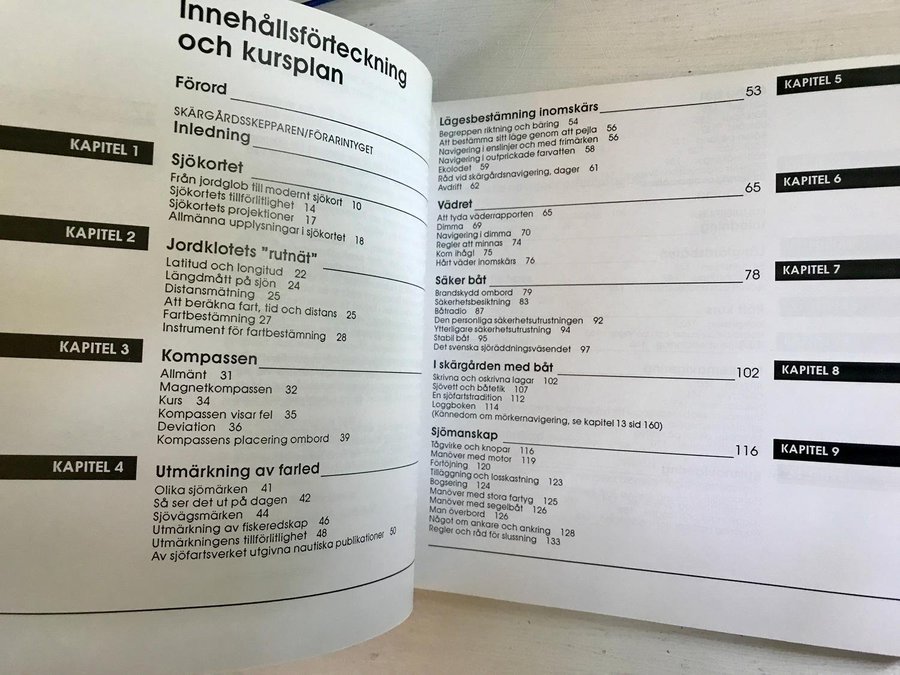 Innehållsförteckning
och kursplan
Förord
SKÄRGÅRDSSKEPPAREN/FÖRARINTYGET
Inledning
KAPITEL 1
Sjökortet
Från jordglob till modernt sjökort 10
Sjökortets tillförlitlighet 14
Sjökortets projektioner 17
Allmänna upplysningar i sjökortet 18
KAPITEL 2
Jordklotets "rutnät"
Latitud och longitud 22
Längdmått på sjön 24
Distansmätning 25
Att beräkna fart, tid och distans 25
Fartbestämning 27
Instrument för fartbestämning 28
KAPITEL 3
Kompassen
Allmänt 31
Magnetkompassen 32
Kurs 34
Kompassen visar fel 35
Deviation 36
Kompassens placering ombord 39
KAPITEL 4
Utmärkning av farled
Olika sjömärken 41
Så ser det ut på dagen 42
Sjövägsmärken 44
Utmärkning av fiskeredskap 46
Utmärkningens tillförlitlighet 48
Av sjöfartsverket utgivna nautiska publikationer 50
Lägesbestämning inomskärs 53 KAPITEL 5
Begreppen riktning och bäring 54
Att bestämma sitt läge genom att pejla 56
Navigering i enslinjer och med frimärken 56
Navigering i outprickade farvatten 58
Ekolodet 59
Råd vid skärgårdsnavigering, dager 61
Avdrift 62
Vädret 65 KAPITEL 6
Att tyda väderrapporten 65
Dimma 69
Navigering i dimma 70
Regler att minnas 74
Kom ihåg! 75
Hårt väder inomskärs 76
Säker båt 78 KAPITEL 7
Brandskydd ombord 79
Säkerhetsbesiktning 83
Båtradio 87
Den personliga säkerhetsutrustningen 92
Ytterligare säkerhetsutrustning 94
Stabil båt 95
Det svenska sjöräddningsväsendet 97
I skärgården med båt 102 KAPITEL 8
Skrivna och oskrivna lagar 102
Sjövett och båtetik 107
En sjöfartstradition 112
Loggboken 114
(Kännedom om mörkernavigering, se kapitel 13 sid 160)
Sjömanskap 116 KAPITEL 9
Tågvirke och knopar 116
Manöver med motor 119
Förtöjning 120
Tilläggning och losskastning 123
Bogsering 124
Manöver med stora fartyg 125
Manöver med segelbåt 126
Man överbord 126
Något om ankare och ankring 128
Regler och råd för slussning 133